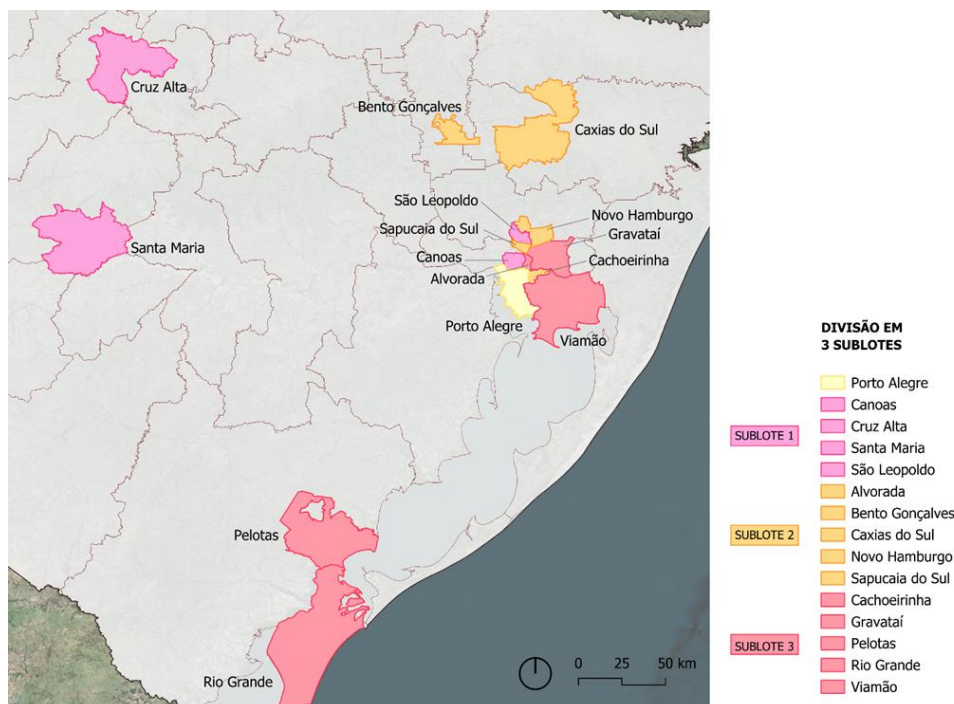 Cruz Alta
Bento Gonçalves
Caxias do Sul
São Leopoldo
Novo Hamburgo
Sapucaia do Sul
Gravataí
Santa Maria
Canoas
Cachoeirinha
Alvorada
Porto Alegre
Viamão
Pelotas
Rio Grande
0 25 50 km
DIVISÃO EM
3 SUBLOTES
Porto Alegre
Canoas
Cruz Alta
SUBLOTE 1
Santa Maria
São Leopoldo
Alvorada
Bento Gonçalves
SUBLOTE 2
Caxias do Sul
Novo Hamburgo
Sapucaia do Sul
Cachoeirinha
Gravataí
SUBLOTE 3
Pelotas
Rio Grande
Viamão